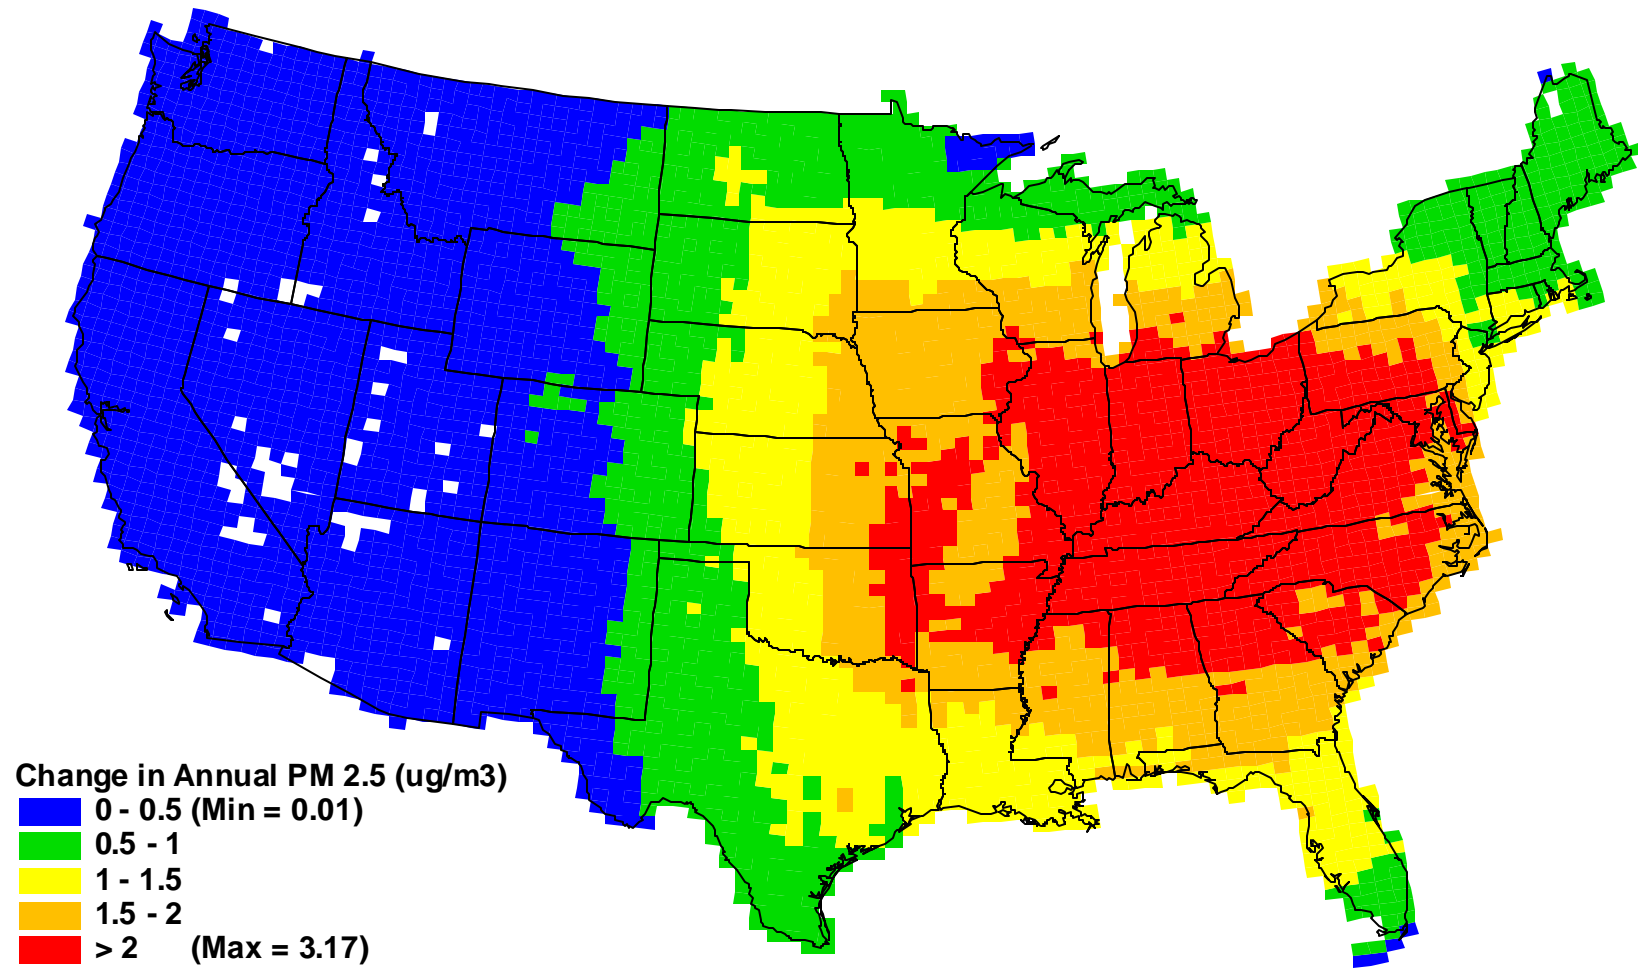 Change in Annual PM 2.5 (ug/m3)
0 - 0.5 (Min = 0.01)
0.5 - 1
1 - 1.5
1.5 - 2
> 2 (Max = 3.17)